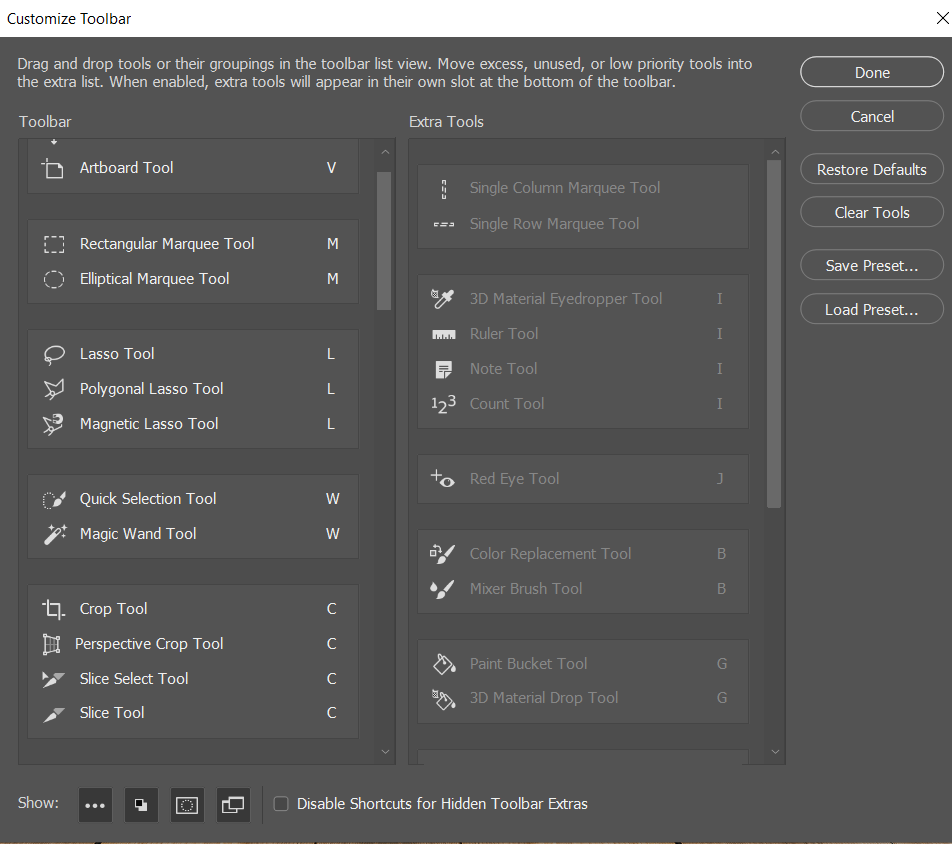 Customize Toolbar
Drag and drop tools or their groupings in the toolbar list view. Move excess, unused, or low priority tools into
the extra list. When enabled, extra tools will appear in their own slot at the bottom of the toolbar.
Done
Cancel
Restore Defaults
Clear Tools
Save Preset...
Load Preset...
Toolbar
Artboard Tool V
Rectangular Marquee Tool M
Elliptical Marquee Tool M
Lasso Tool L
Polygonal Lasso Tool L
Magnetic Lasso Tool L
Quick Selection Tool W
Magic Wand Tool W
Crop Tool C
Perspective Crop Tool C
Slice Select Tool C
Slice Tool C
Extra Tools
Single Column Marquee Tool
Single Row Marquee Tool
3D Material Eyedropper Tool I
Ruler Tool I
Note Tool I
123 Count Tool I
Red Eye Tool J
Color Replacement Tool B
Mixer Brush Tool B
Paint Bucket Tool G
3D Material Drop Tool G
Show:
Disable Shortcuts for Hidden Toolbar Extras